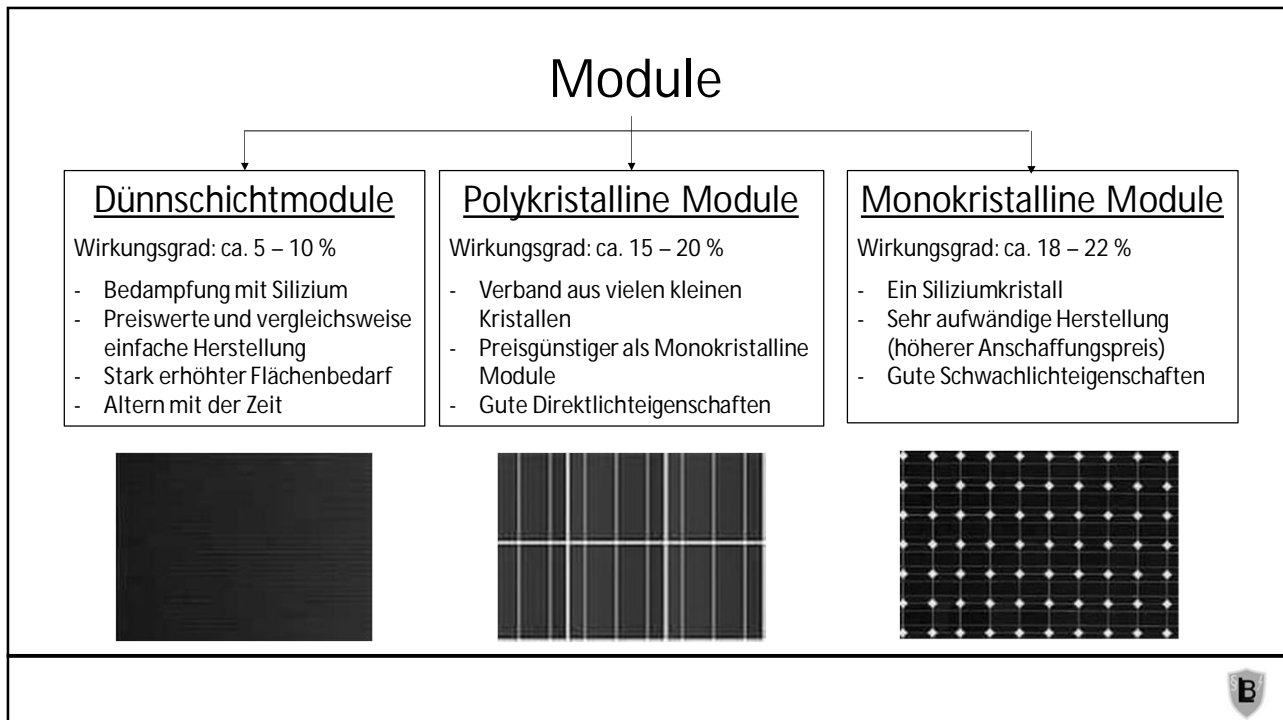 Module
Dünnschichtmodule
Wirkungsgrad: ca. 5 – 10 %
- Bedampfung mit Silizium
- Preiswerte und vergleichsweise
einfache Herstellung
- Stark erhöhter Flächenbedarf
- Altern mit der Zeit
Polykristalline Module
Wirkungsgrad: ca. 15 – 20 %
- Verband aus vielen kleinen
Kristallen
- Preisgünstiger als Monokristalline
Module
- Gute Direktlichteigenschaften
Monokristalline Module
Wirkungsgrad: ca. 18 – 22 %
- Ein Siliziumkristall
- Sehr aufwändige Herstellung
(höherer Anschaffungspreis)
- Gute Schwachlichteigenschaften